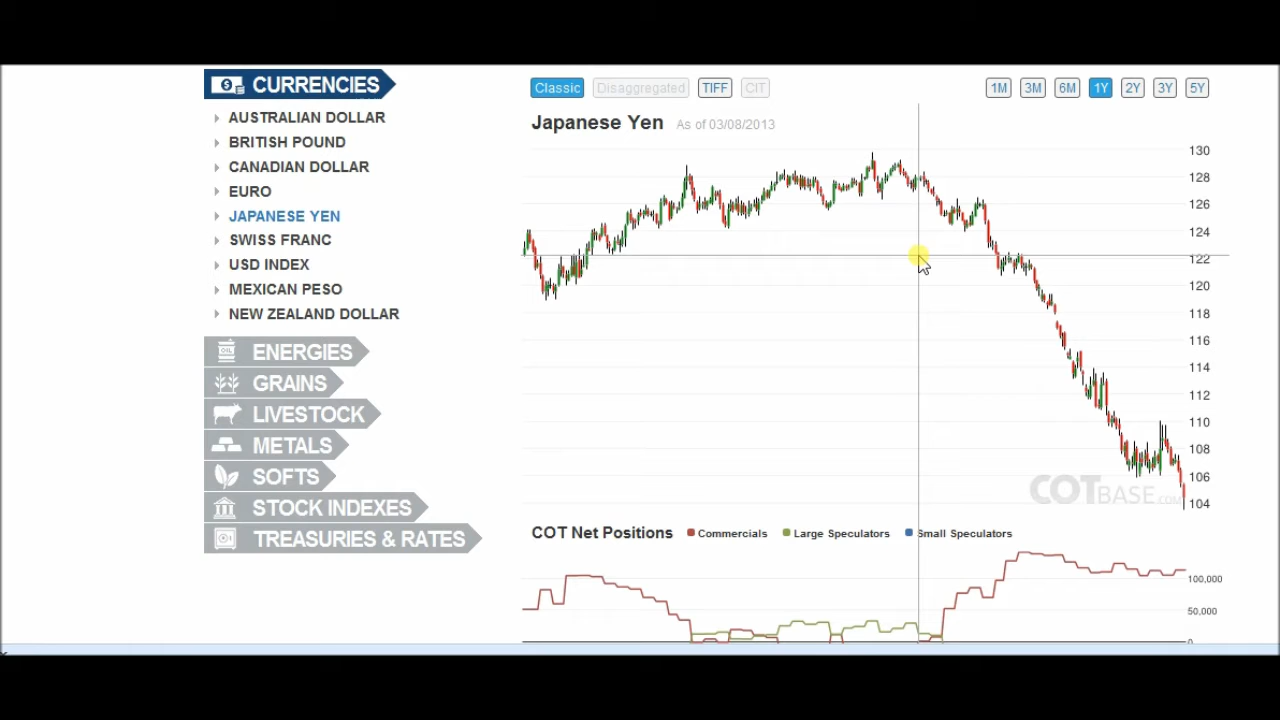 CURRENCIES
AUSTRALIAN DOLLAR
BRITISH POUND
CANADIAN DOLLAR
EURO
JAPANESE YEN
SWISS FRANC
USD INDEX
MEXICAN PESO
NEW ZEALAND DOLLAR
OIL
ENERGIES
GRAINS
LIVESTOCK
METALS
SOFTS
STOCK INDEXES
TREASURIES & RATES
Classic Disaggregated TIFF CIT 1M 3M 6M 1Y 2Y 3Y 5Y
Japanese Yen As of 03/08/2013
130
128
126
124
122
120
118
116
114
112
110
108
106
104
COTBASE.COM
COT Net Positions Commercials Large Speculators Small Speculators
100,000
50,000
0